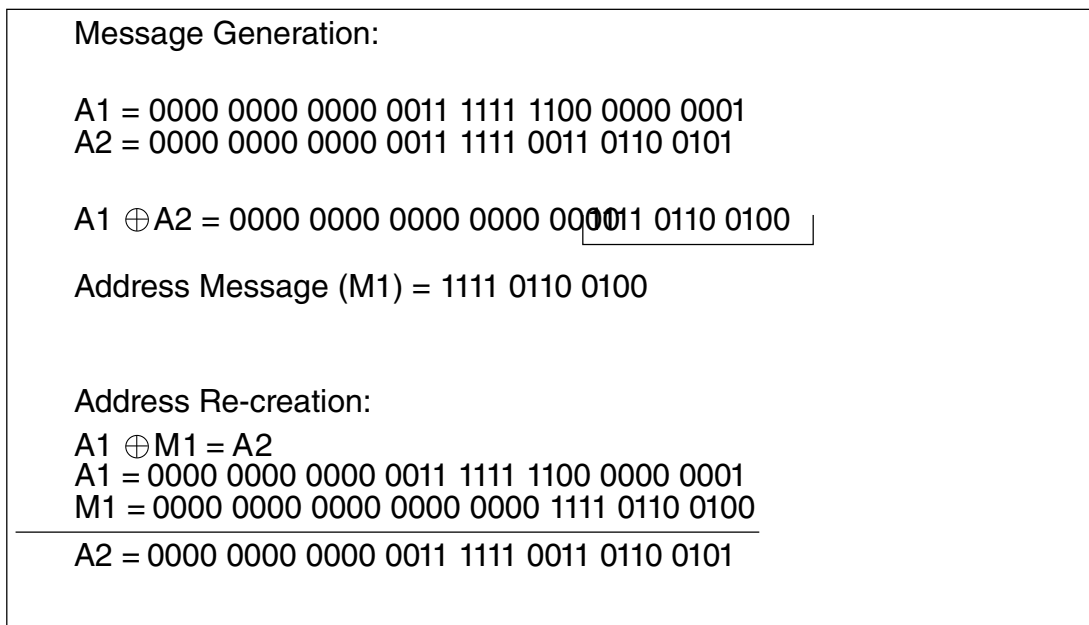 Message Generation:
A1 = 0000 0000 0000 0011 1111 1100 0000 0001
A2 = 0000 0000 0000 0011 1111 0011 0110 0101
A1 ⊕ A2 = 0000 0000 0000 0000 0000 1111 0110 0100
Address Message (M1) = 1111 0110 0100
Address Re-creation:
A1 ⊕ M1 = A2
A1 = 0000 0000 0000 0011 1111 1100 0000 0001
M1 = 0000 0000 0000 0000 0000 1111 0110 0100
A2 = 0000 0000 0000 0011 1111 0011 0110 0101